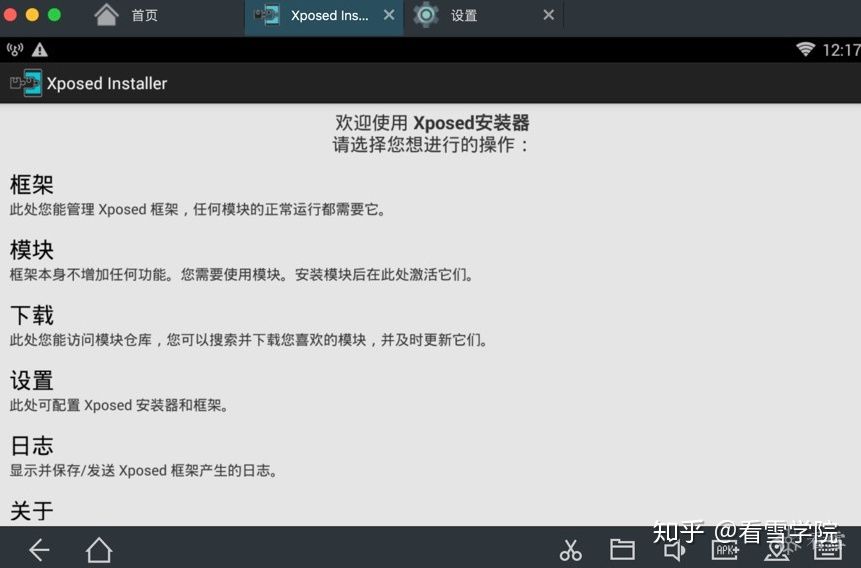 首页
Xposed Ins...
设置
12:17
Xposed Installer
欢迎使用 Xposed安装器
请选择您想进行的操作：
框架
此处您能管理 Xposed 框架，任何模块的正常运行都需要它。
模块
框架本身不增加任何功能。您需要使用模块。安装模块后在此处激活它们。
下载
此处您能访问模块仓库，您可以搜索并下载您喜欢的模块，并及时更新它们。
设置
此处可配置 Xposed 安装器和框架。
日志
显示并保存/发送 Xposed 框架产生的日志。
关于
知乎 @看雪学院
APK+